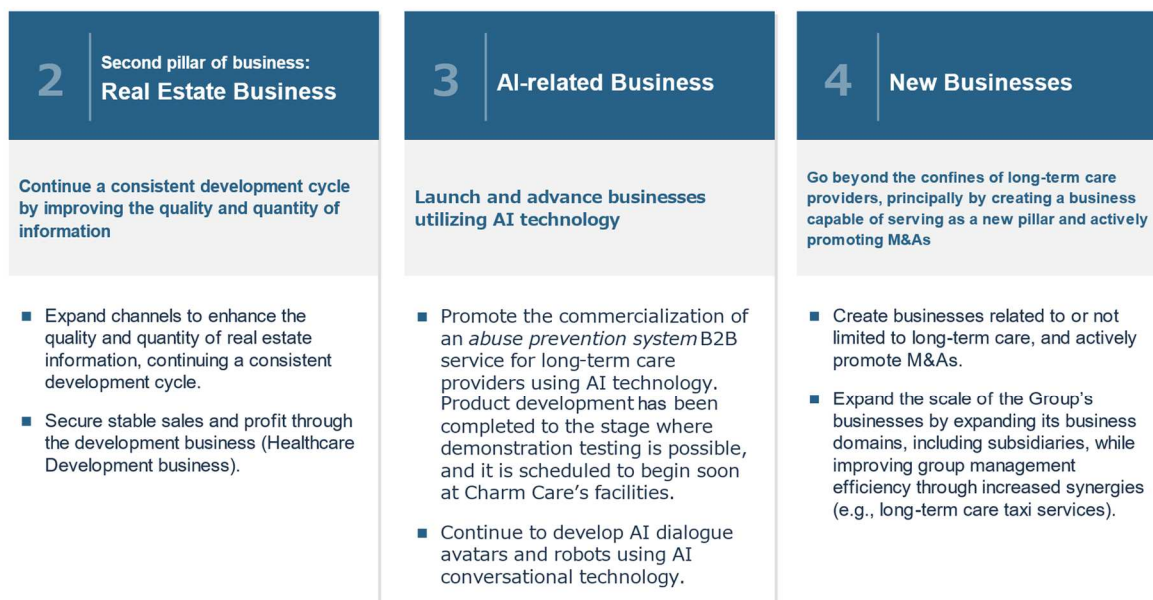 2
Second pillar of business:
Real Estate Business
Continue a consistent development cycle
by improving the quality and quantity of
information
■ Expand channels to enhance the
quality and quantity of real estate
information, continuing a consistent
development cycle.
■ Secure stable sales and profit through
the development business (Healthcare
Development business).
3
AI-related Business
Launch and advance businesses
utilizing AI technology
■ Promote the commercialization of
an abuse prevention system B2B
service for long-term care
providers using AI technology.
Product development has been
completed to the stage where
demonstration testing is possible,
and it is scheduled to begin soon
at Charm Care's facilities.
■ Continue to develop AI dialogue
avatars and robots using AI
conversational technology.
4
New Businesses
Go beyond the confines of long-term care
providers, principally by creating a business
capable of serving as a new pillar and actively
promoting M&As
■ Create businesses related to or not
limited to long-term care, and actively
promote M&As.
■ Expand the scale of the Group's
businesses by expanding its business
domains, including subsidiaries, while
improving group management
efficiency through increased synergies
(e.g., long-term care taxi services).